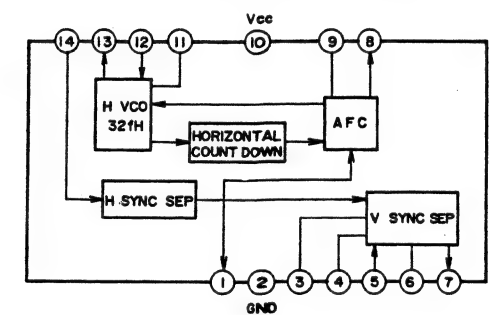 Vcc
14 13 12 11 10 9 8
H VCO
32fH
AFC
HORIZONTAL
COUNT DOWN
H SYNC SEP
V SYNC SEP
1 2 3 4 5 6 7
GND